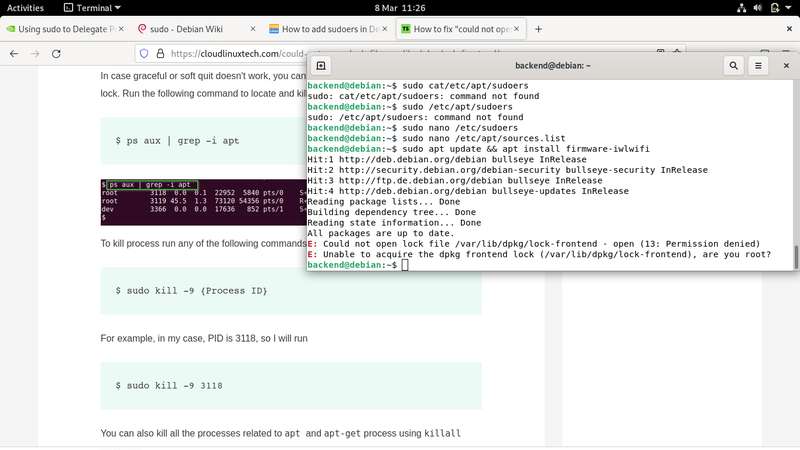 Activities
Terminal
8 Mar 11:26
Using sudo to Delegate P
sudo - Debian Wiki
How to add sudoers in De
How to fix "could not ope
https://cloudlinuxtech.com/could-
In case graceful or soft quit doesn't work, you can
lock. Run the following command to locate and kil
$ ps aux | grep -i apt
$ ps aux | grep -i apt
root 3118 0.0 0.1 22952 5840 pts/0 S+
root 3119 45.5 1.3 73120 54356 pts/0 R+
dev 3366 0.0 0.0 17636 852 pts/1 S+
$
To kill process run any of the following commands
$ sudo kill -9 {Process ID}
For example, in my case, PID is 3118, so I will run
$ sudo kill -9 3118
You can also kill all the processes related to apt and apt-get process using killall
backend@debian: ~
backend@debian:~$ sudo cat/etc/apt/sudoers
sudo: cat/etc/apt/sudoers: command not found
backend@debian:~$ sudo /etc/apt/sudoers
sudo: /etc/apt/sudoers: command not found
backend@debian:~$ sudo nano /etc/sudoers
backend@debian:~$ sudo nano /etc/apt/sources.list
backend@debian:~$ sudo apt update && apt install firmware-iwlwifi
Hit:1 http://deb.debian.org/debian bullseye InRelease
Hit:2 http://security.debian.org/debian-security bullseye-security InRelease
Hit:3 http://ftp.de.debian.org/debian bullseye InRelease
Hit:4 http://deb.debian.org/debian bullseye-updates InRelease
Reading package lists... Done
Building dependency tree... Done
Reading state information... Done
All packages are up to date.
E: Could not open lock file /var/lib/dpkg/lock-frontend - open (13: Permission denied)
E: Unable to acquire the dpkg frontend lock (/var/lib/dpkg/lock-frontend), are you root?
backend@debian:~$